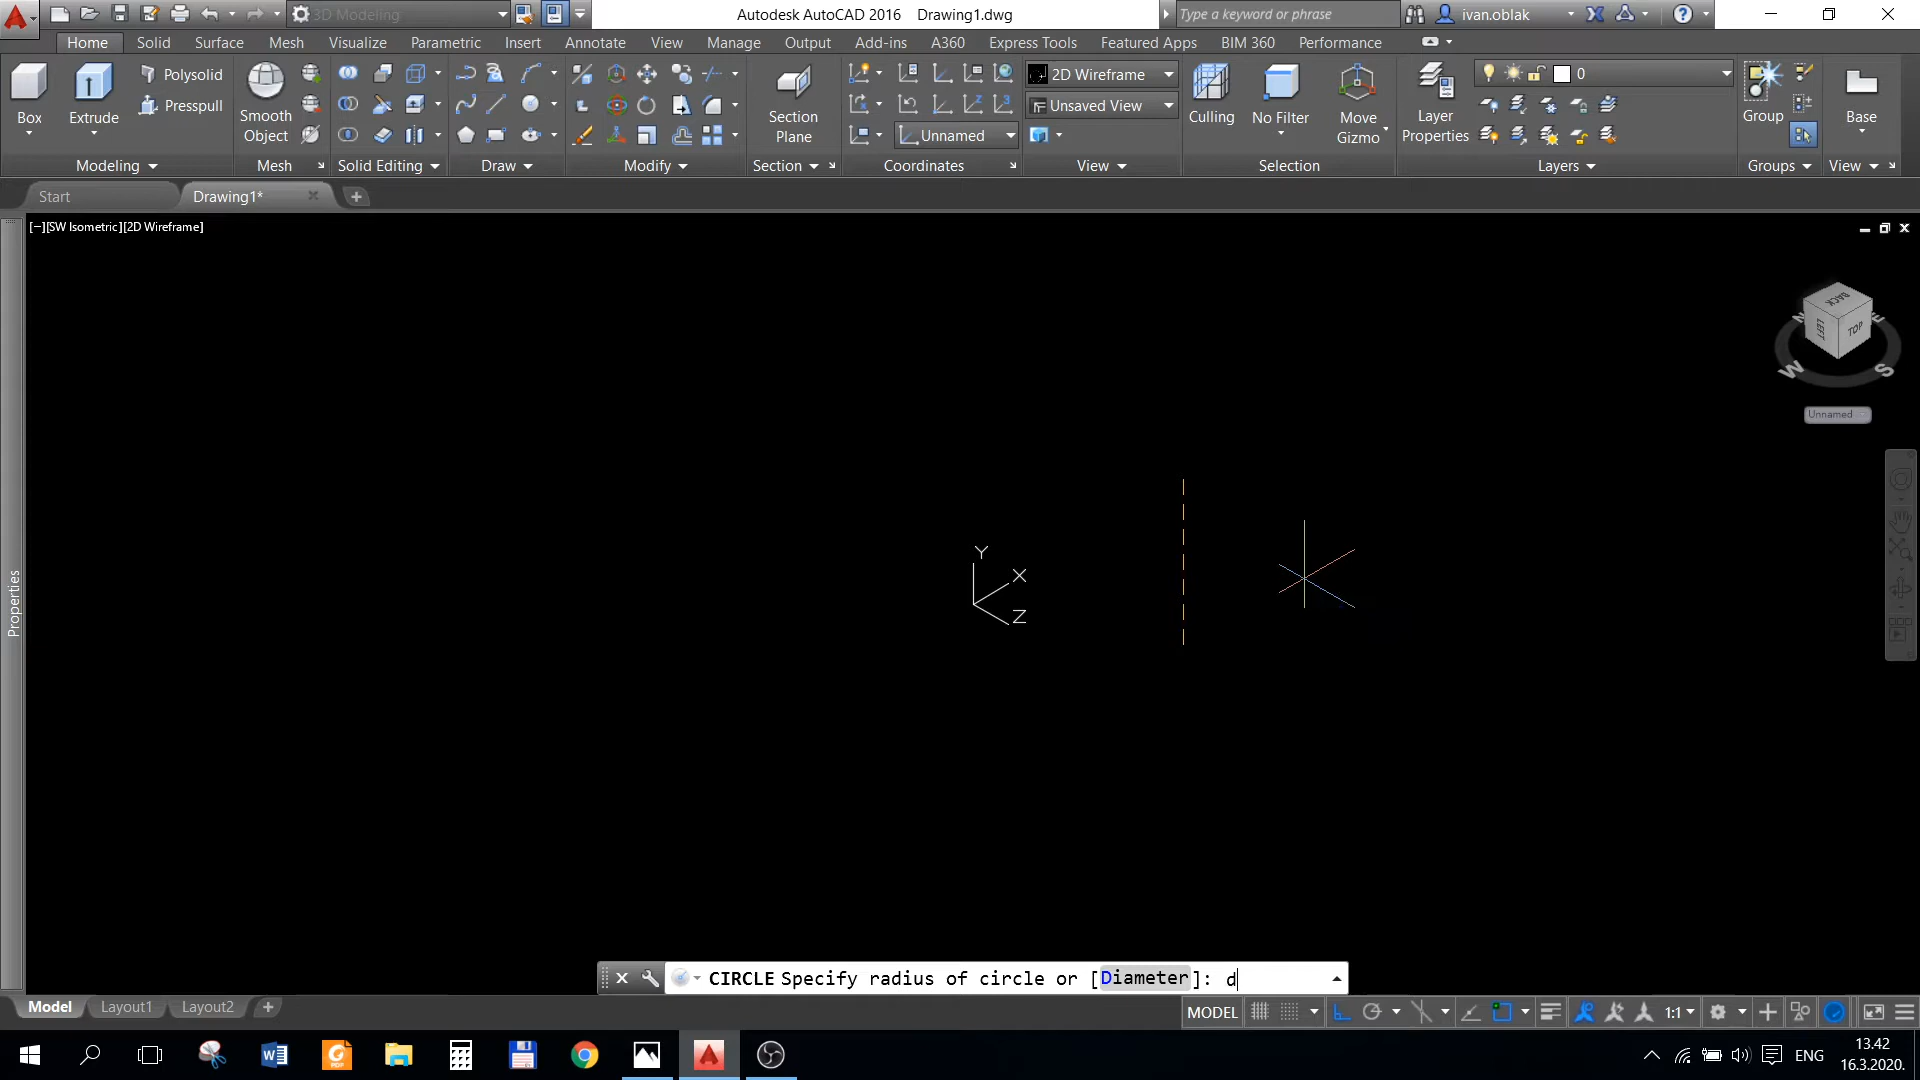 3D Modeling
Autodesk AutoCAD 2016 Drawing1.dwg
Type a keyword or phrase
ivan.oblak
Home Solid Surface Mesh Visualize Parametric Insert Annotate View Manage Output Add-ins A360 Express Tools Featured Apps BIM 360 Performance
Box
Extrude
Polysolid
Presspull
Smooth
Object
Section
Plane
Unnamed
2D Wireframe
Unsaved View
Culling
No Filter
Move
Gizmo
Layer
Properties
0
Group
Base
Modeling Mesh Solid Editing Draw Modify Section Coordinates View Selection Layers Groups View
Start Drawing1*
[−][SW Isometric][2D Wireframe]
BACK
LEFT
TOP
N
E
W
S
Unnamed
Y
X
Z
Properties
CIRCLE Specify radius of circle or [Diameter]: d
Model Layout1 Layout2
MODEL
1:1
ENG
13.42
16.3.2020.